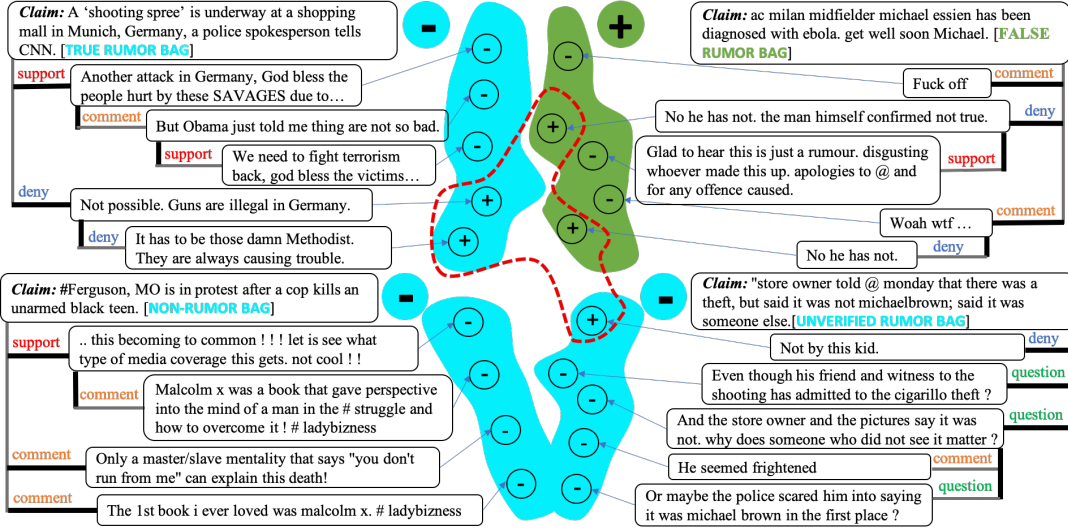 Claim: A 'shooting spree' is underway at a shopping
mall in Munich, Germany, a police spokesperson tells
CNN. [TRUE RUMOR BAG]
support
Another attack in Germany, God bless the
people hurt by these SAVAGES due to…
comment
But Obama just told me thing are not so bad.
support
We need to fight terrorism
back, god bless the victims…
deny
Not possible. Guns are illegal in Germany.
deny
It has to be those damn Methodist.
They are always causing trouble.
-
-
-
-
+
+
+
-
+
-
-
+
Claim: ac milan midfielder michael essien has been
diagnosed with ebola. get well soon Michael. [FALSE
RUMOR BAG]
comment
Fuck off
deny
No he has not. the man himself confirmed not true.
support
Glad to hear this is just a rumour. disgusting
whoever made this up. apologies to @ and
for any offence caused.
comment
Woah wtf …
deny
No he has not.
Claim: #Ferguson, MO is in protest after a cop kills an
unarmed black teen. [NON-RUMOR BAG]
support
.. this becoming to common ! ! ! let is see what
type of media coverage this gets. not cool ! !
comment
Malcolm x was a book that gave perspective
into the mind of a man in the # struggle and
how to overcome it ! # ladybizness
comment
Only a master/slave mentality that says "you don't
run from me" can explain this death!
comment
The 1st book i ever loved was malcolm x. # ladybizness
-
-
-
-
-
-
+
-
-
-
-
Claim: "store owner told @ monday that there was a
theft, but said it was not michaelbrown; said it was
someone else.[UNVERIFIED RUMOR BAG]
deny
Not by this kid.
question
Even though his friend and witness to the
shooting has admitted to the cigarillo theft ?
question
And the store owner and the pictures say it was
not. why does someone who did not see it matter ?
comment
He seemed frightened
question
Or maybe the police scared him into saying
it was michael brown in the first place ?